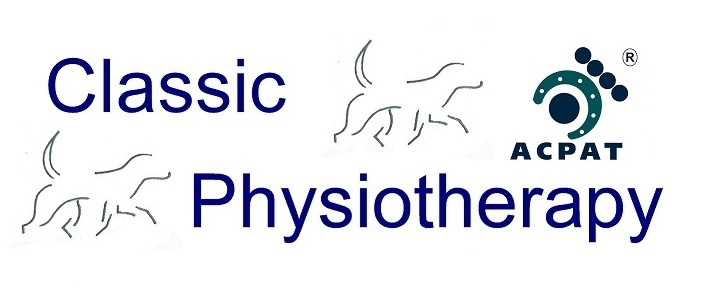 Classic
®
ACPAT
Physiotherapy